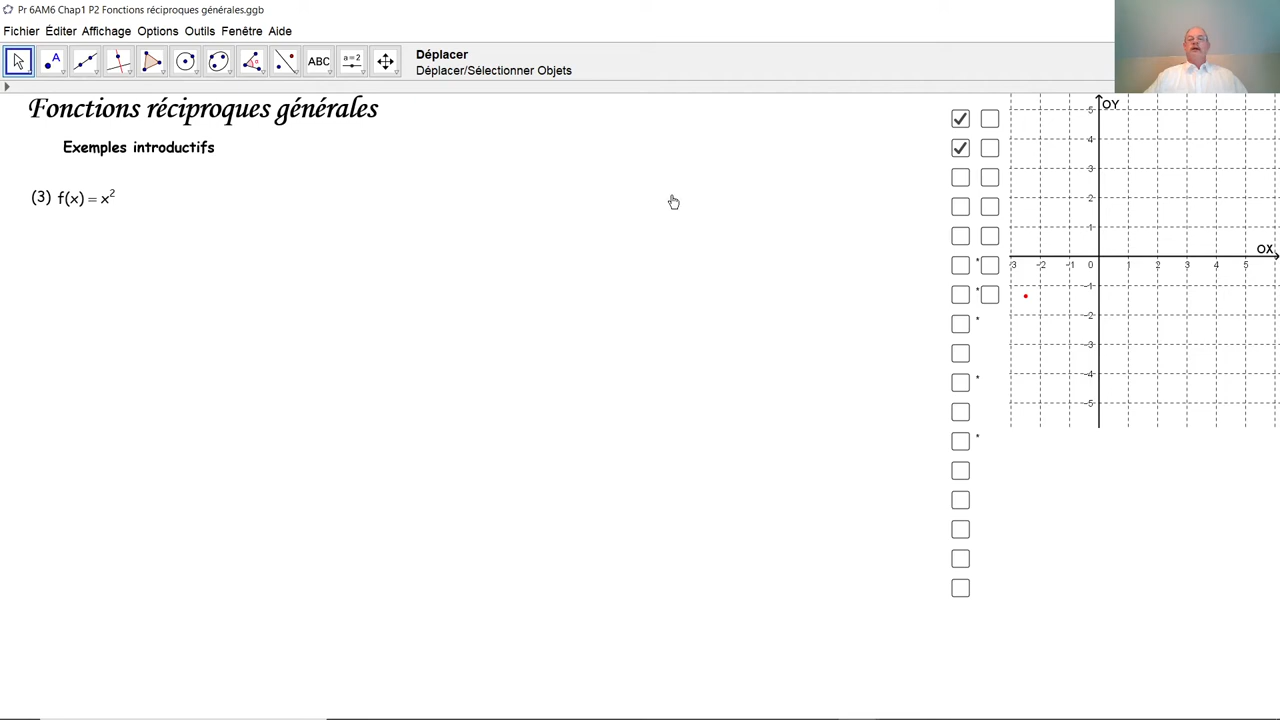 Pr 6AM6 Chap1 P2 Fonctions réciproques générales.ggb
Fichier Éditer Affichage Options Outils Fenêtre Aide
A
ABC
a=2
Déplacer
Déplacer/Sélectionner Objets
Fonctions réciproques générales
Exemples introductifs
(3) f(x) = x²
OY
5
4
3
2
1
OX
-3 -2 -1 0 1 2 3 4 5
-1
-2
-3
-4
-5
*
*
*
*
*